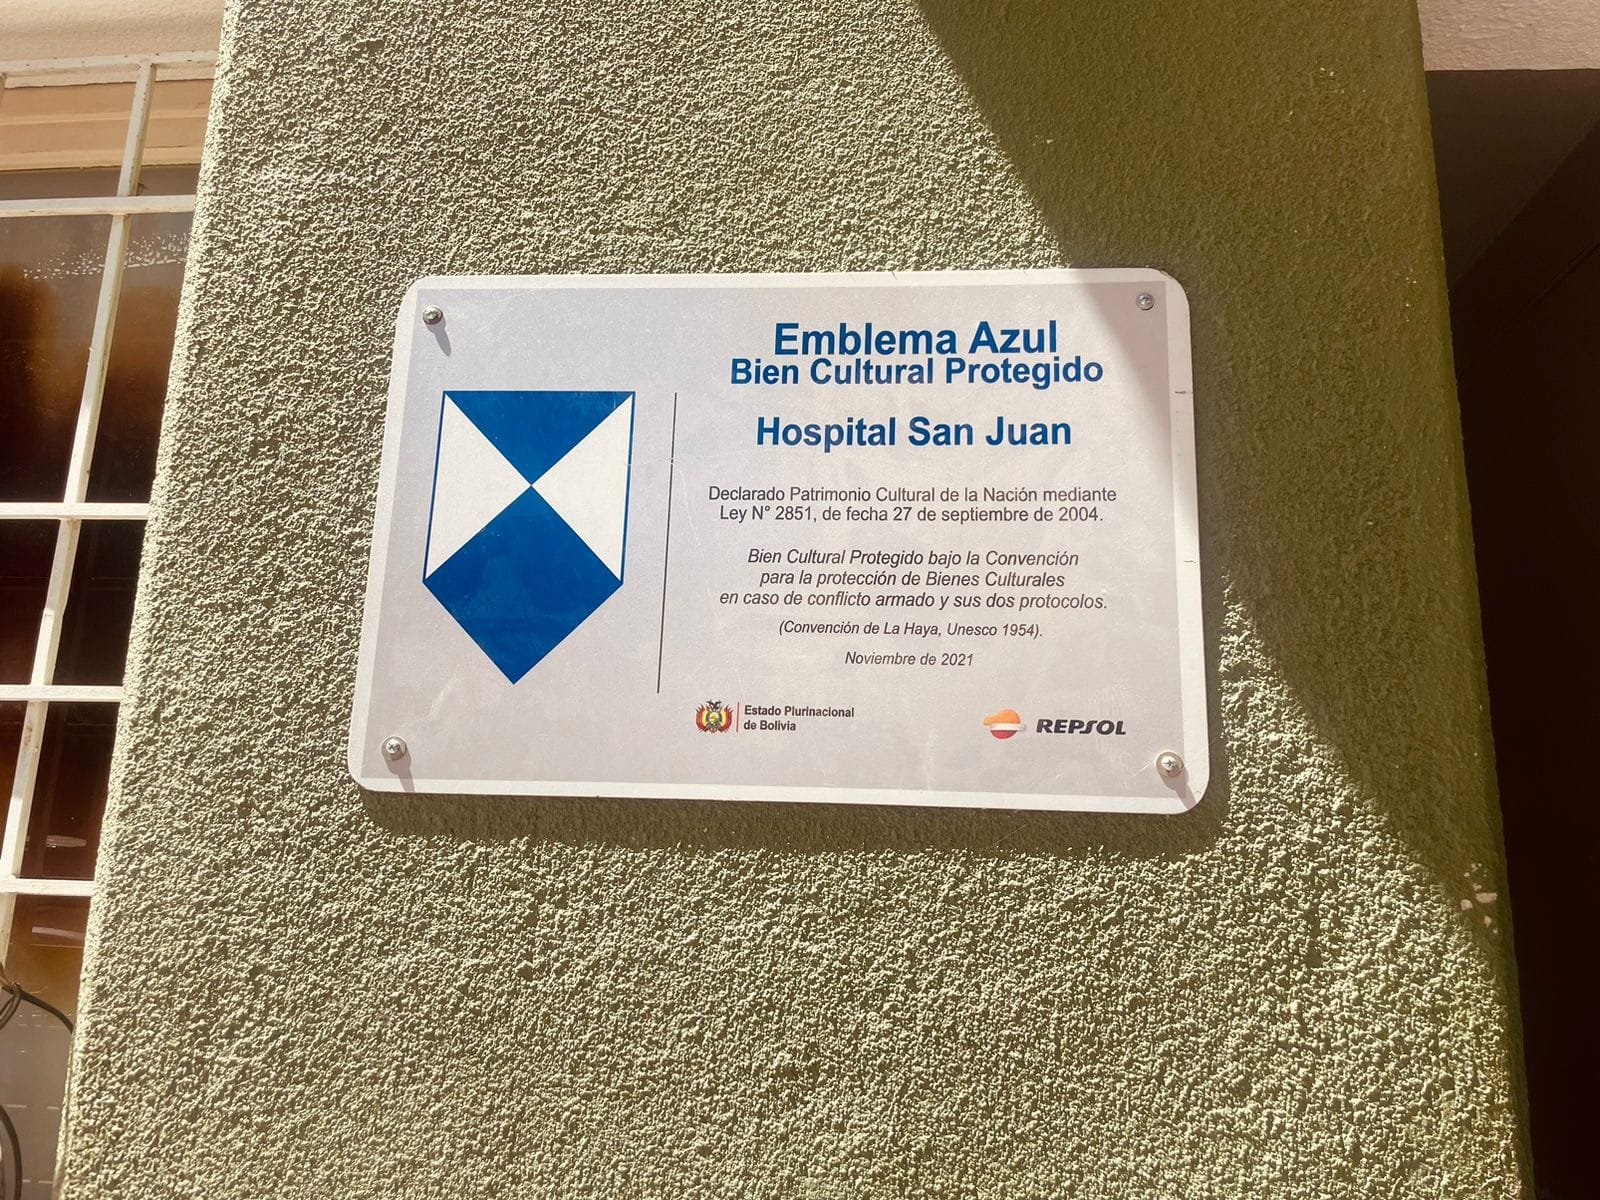 Emblema Azul
Bien Cultural Protegido
Hospital San Juan
Declarado Patrimonio Cultural de la Nación mediante
Ley N° 2851, de fecha 27 de septiembre de 2004.
Bien Cultural Protegido bajo la Convención
para la protección de Bienes Culturales
en caso de conflicto armado y sus dos protocolos.
(Convención de La Haya, Unesco 1954).
Noviembre de 2021
Estado Plurinacional
de Bolivia
REPSOL